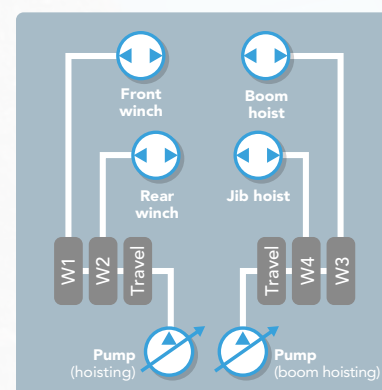 Front
winch
Boom
hoist
Rear
winch
Jib hoist
W1
W2
Travel
Travel
W4
W3
Pump
(hoisting)
Pump
(boom hoisting)